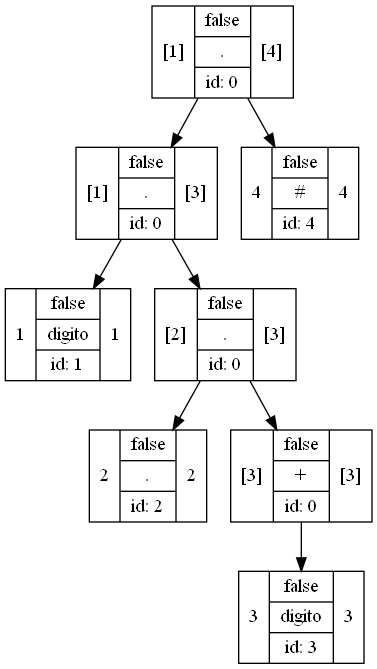 false
[1] . [4]
id: 0
false
[1] . [3]
id: 0
false
4 # 4
id: 4
false
1 digito 1
id: 1
false
[2] . [3]
id: 0
false
2 . 2
id: 2
false
[3] + [3]
id: 0
false
3 digito 3
id: 3